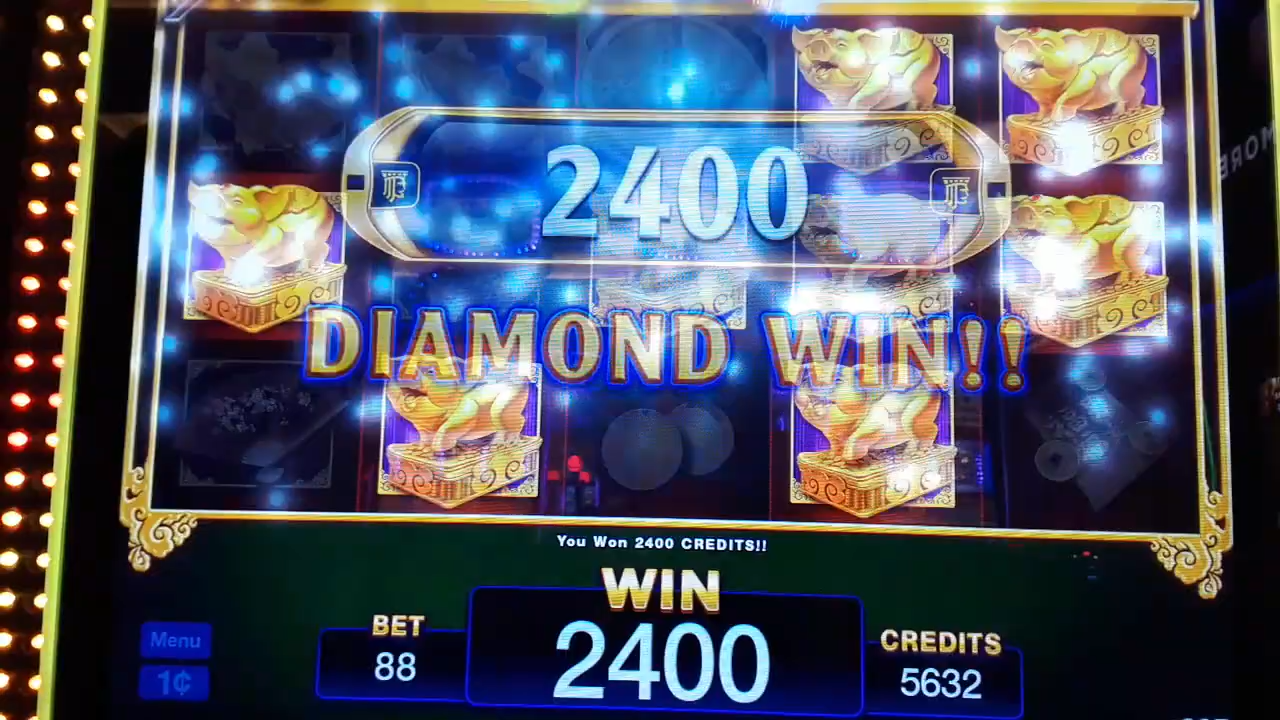 2400
DIAMOND WIN!!
You Won 2400 CREDITS!!
WIN
2400
BET
88
CREDITS
5632
Menu
1¢